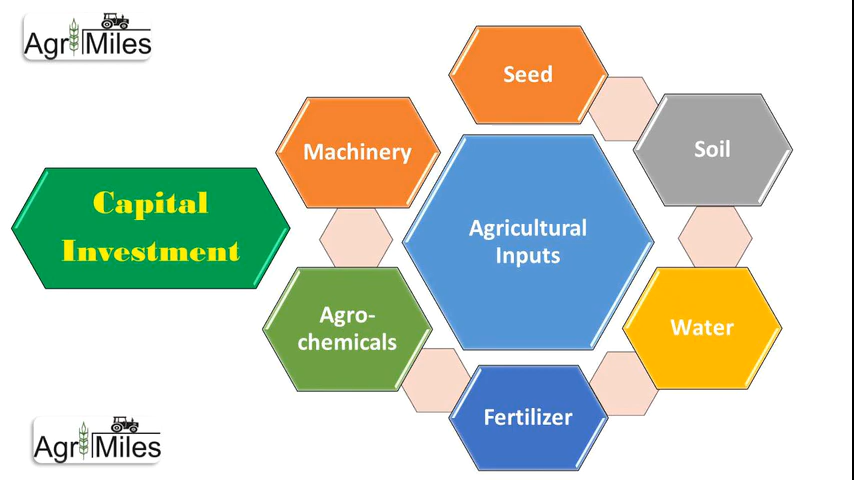 AgriMiles
Seed
Machinery
Soil
Capital
Investment
Agricultural
Inputs
Agro-
chemicals
Water
Fertilizer
AgriMiles